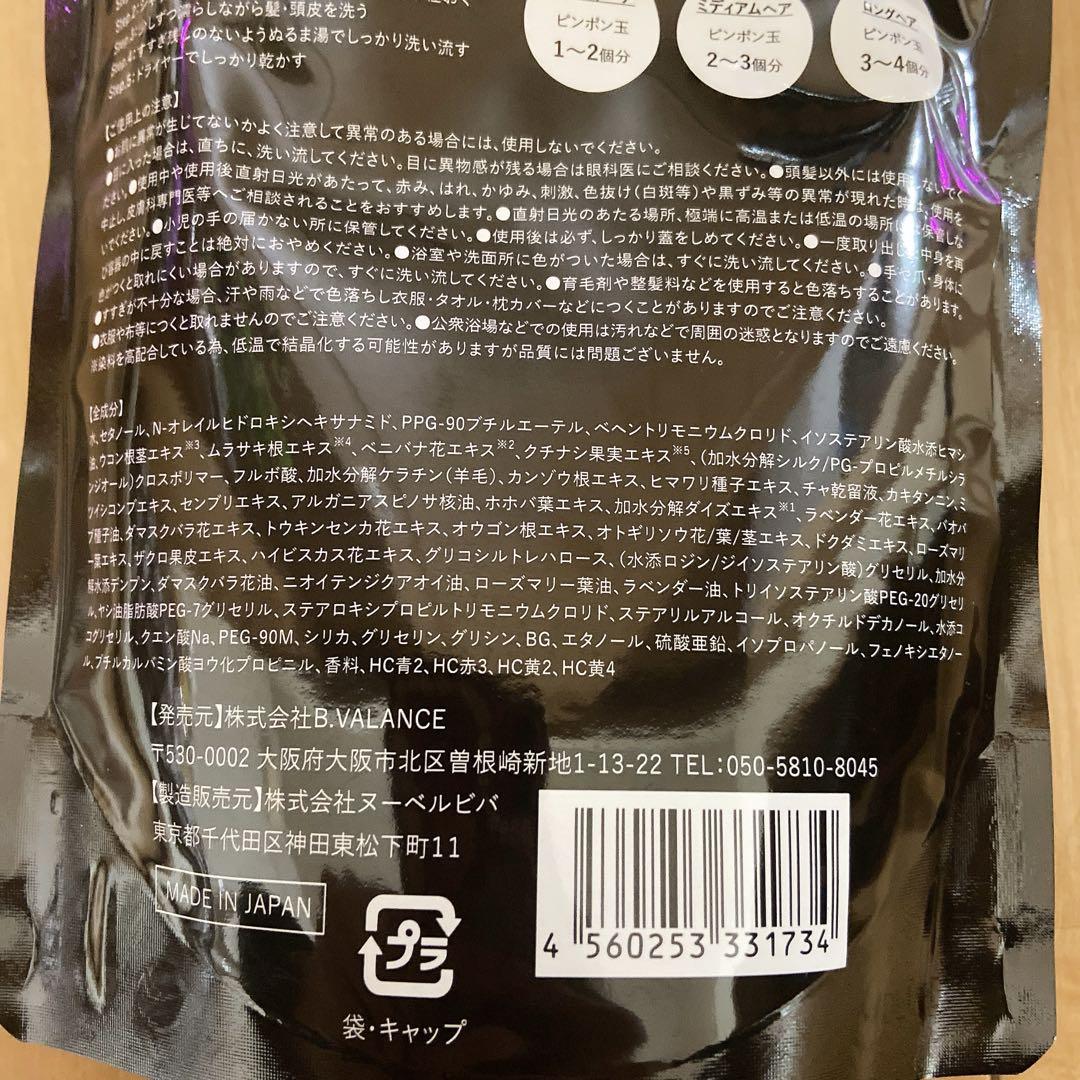 しながら髪・頭皮を洗う
のないようぬるま湯でしっかり洗い流す
Step.5:ドライヤーでしっかり乾かす
ピンポン玉
1〜2個分
ミディアムヘア
ピンポン玉
2〜3個分
ロングヘア
ピンポン玉
3〜4個分
【ご使用上の注意】
●お肌に異常が生じてないかよく注意して異常のある場合には、使用しないでください。
●目に入った場合は、直ちに、洗い流してください。目に異物感が残る場合は眼科医にご相談ください。●頭髪以外には使用しないでく
ださい。●使用中や使用後直射日光があたって、赤み、はれ、かゆみ、刺激、色抜け(白斑等)や黒ずみ等の異常が現れた時は、使用を
中止し、皮膚科専門医等へご相談されることをおすすめします。●直射日光のあたる場所、極端に高温または低温の場所に保管しな
いでください。●小児の手の届かない所に保管してください。●使用後は必ず、しっかり蓋をしめてください。●一度取り出した中身を再
び容器の中に戻すことは絶対におやめください。●浴室や洗面所に色がついた場合は、すぐに洗い流してください。●手や爪・身体に
色がつくと取れにくい場合がありますので、すぐに洗い流してください。●育毛剤や整髪料などを使用すると色落ちすることがあります。
●すすぎが不十分な場合、汗や雨などで色落ちし衣服・タオル・枕カバーなどにつくことがありますのでご注意ください。
●衣服や布等につくと取れませんのでご注意ください。●公衆浴場などでの使用は汚れなどで周囲の迷惑となりますのでご遠慮ください。
※染料を高配合している為、低温で結晶化する可能性がありますが品質には問題ございません。
【全成分】
水、セタノール、N-オレイルヒドロキシヘキサナミド、PPG-90ブチルエーテル、ベヘントリモニウムクロリド、イソステアリン酸水添ヒマシ
油、ウコン根茎エキス※3、ムラサキ根エキス※4、ベニバナ花エキス※2、クチナシ果実エキス※5、(加水分解シルク/PG-プロピルメチルシラ
ンジオール)クロスポリマー、フルボ酸、加水分解ケラチン(羊毛)、カンゾウ根エキス、ヒマワリ種子エキス、チャ乾留液、カキタンニン、ミ
ツイシコンブエキス、センブリエキス、アルガニアスピノサ核油、ホホバ葉エキス、加水分解ダイズエキス※1、ラベンダー花エキス、バオバ
ブ種子油、ダマスクバラ花エキス、トウキンセンカ花エキス、オウゴン根エキス、オトギリソウ花/葉/茎エキス、ドクダミエキス、ローズマリ
ー葉エキス、ザクロ果皮エキス、ハイビスカス花エキス、グリコシルトレハロース、(水添ロジン/ジイソステアリン酸)グリセリル、加水分
解水添デンプン、ダマスクバラ花油、ニオイテンジクアオイ油、ローズマリー葉油、ラベンダー油、トリイソステアリン酸PEG-20グリセリ
ル、ヤシ油脂肪酸PEG-7グリセリル、ステアロキシプロピルトリモニウムクロリド、ステアリルアルコール、オクチルドデカノール、水添コ
コグリセリル、クエン酸Na、PEG-90M、シリカ、グリセリン、グリシン、BG、エタノール、硫酸亜鉛、イソプロパノール、フェノキシエタノー
ル、ブチルカルバミン酸ヨウ化プロピニル、香料、HC青2、HC赤3、HC黄2、HC黄4
【発売元】株式会社B.VALANCE
〒530-0002 大阪府大阪市北区曽根崎新地1-13-22 TEL:050-5810-8045
【製造販売元】株式会社ヌーベルビバ
東京都千代田区神田東松下町11
MADE IN JAPAN
プラ
袋・キャップ
4 560253 331734